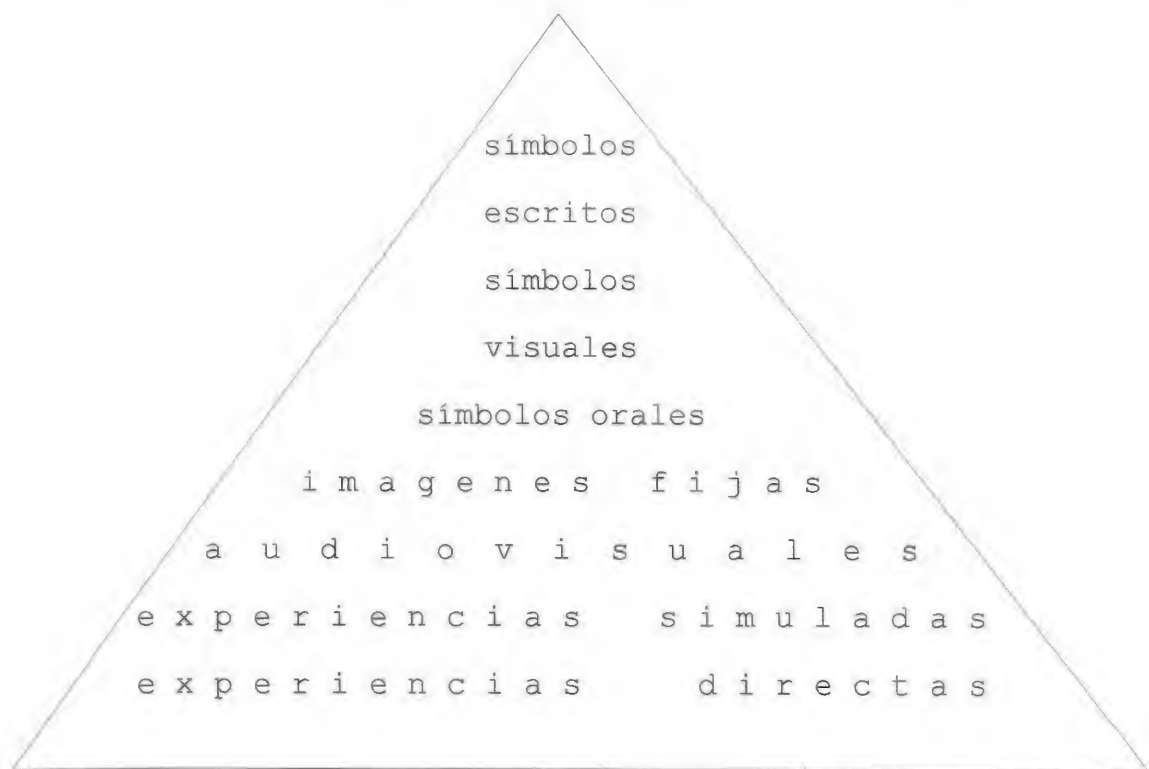 símbolos
escritos
símbolos
visuales
símbolos orales
imagenes fijas
audiovisuales
experiencias simuladas
experiencias directas